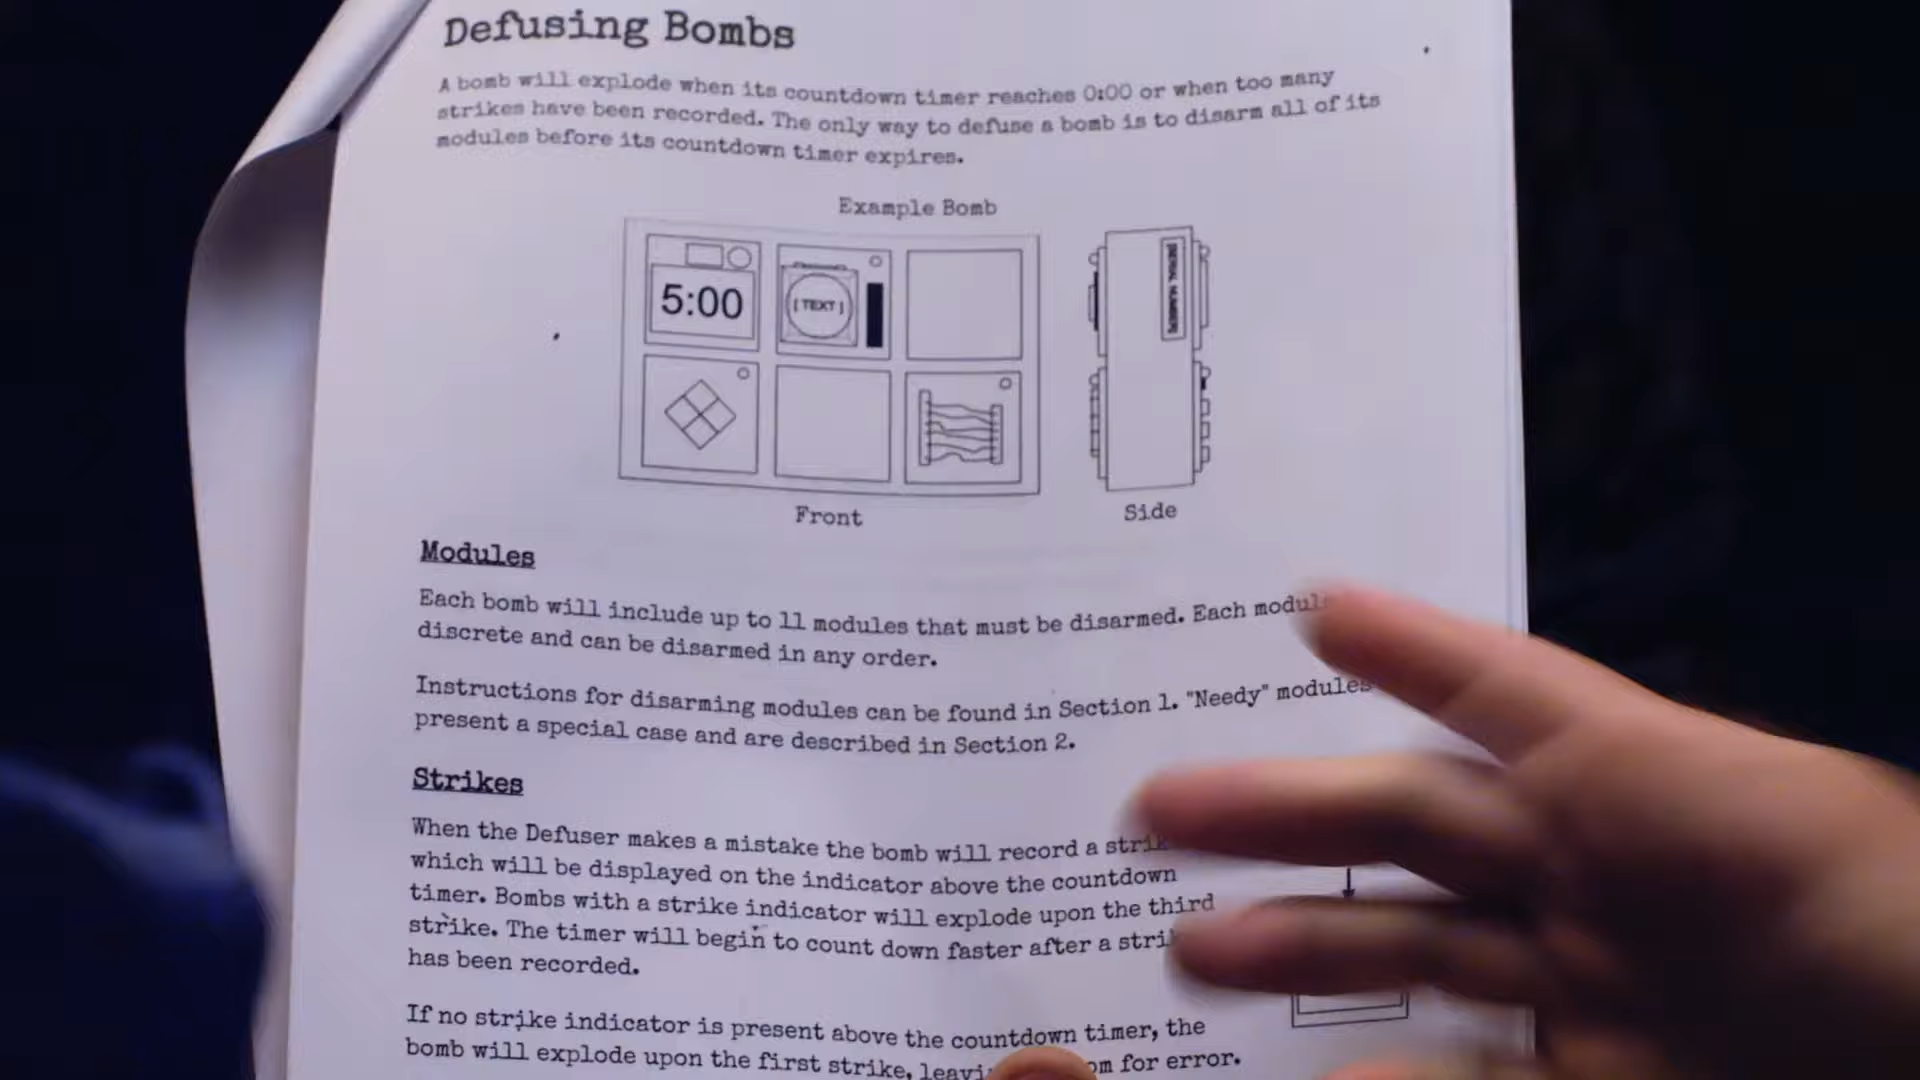 Defusing Bombs
A bomb will explode when its countdown timer reaches 0:00 or when too many
strikes have been recorded. The only way to defuse a bomb is to disarm all of its
modules before its countdown timer expires.
Example Bomb
5:00
[TEXT]
[SERIAL NUMBER]
Front
Side
Modules
Each bomb will include up to 11 modules that must be disarmed. Each
discrete and can be disarmed in any order.
Instructions for disarming modules can be found in Section 1. "Needy" modules
present a special case and are described in Section 2.
Strikes
When the Defuser makes a mistake the bomb will record a
which will be displayed on the indicator above the countdown
timer. Bombs with a strike indicator will explode upon the third
strike. The timer will begin to count down faster after a
has been recorded.
If no strike indicator is present above the countdown timer, the
bomb will explode upon the first strike, for error.